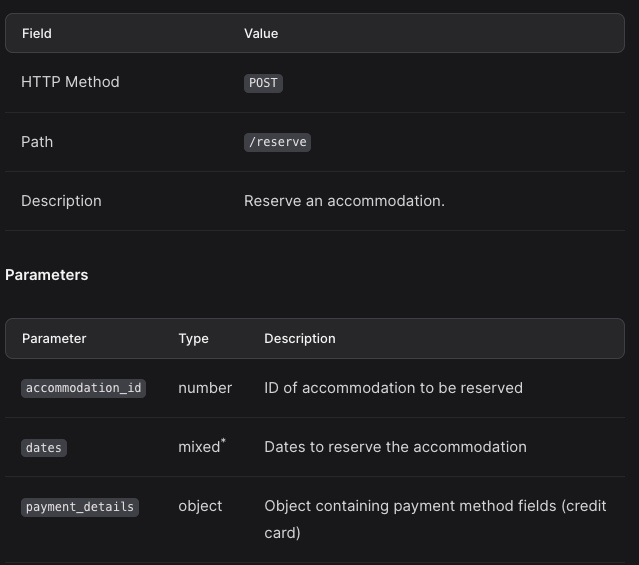 Field Value
HTTP Method POST
Path /reserve
Description Reserve an accommodation.
Parameters
Parameter Type Description
accommodation_id number ID of accommodation to be reserved
dates mixed* Dates to reserve the accommodation
payment_details object Object containing payment method fields (credit
card)